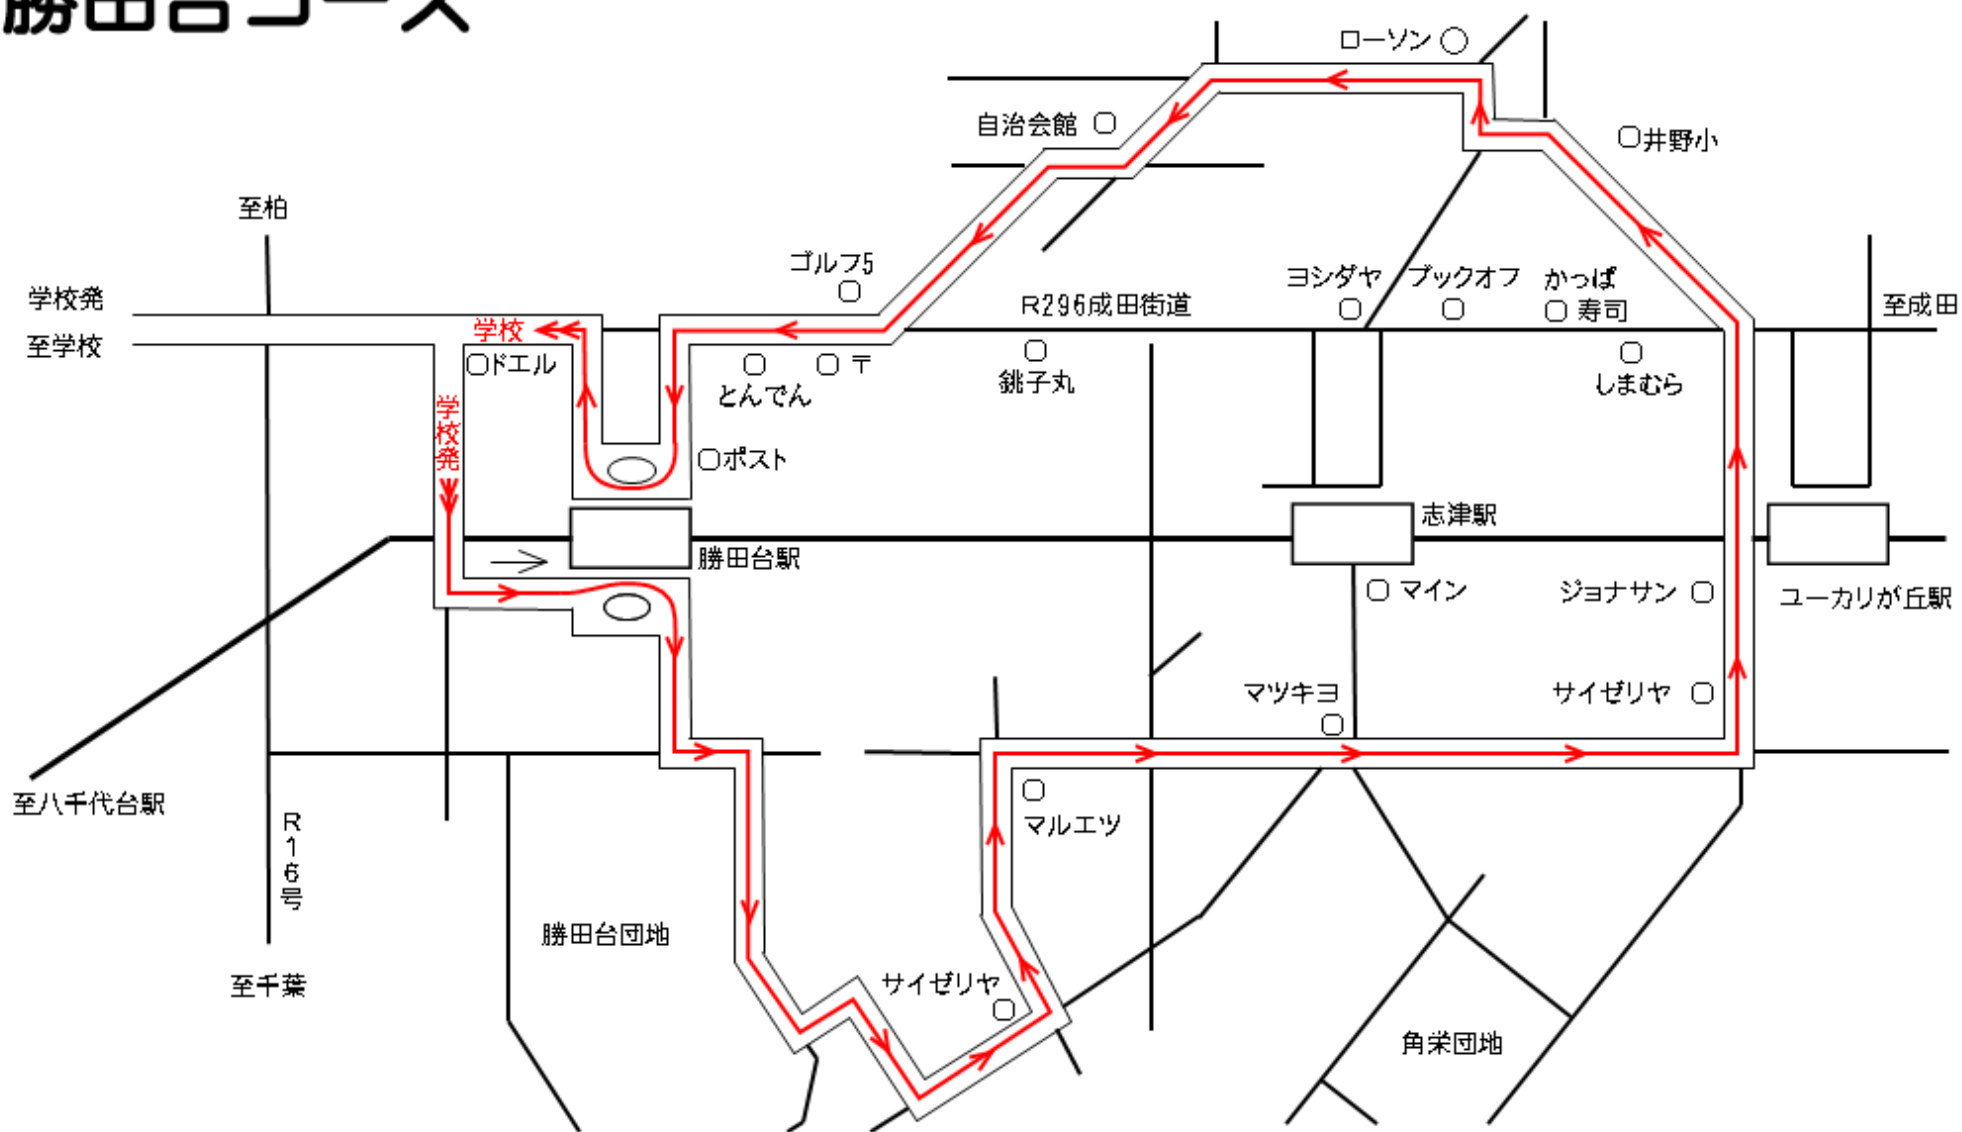 勝田台コース
ローソン
井野小
自治会館
至柏
ゴルフ5
ヨシダヤ
ブックオフ
かっぱ
寿司
R296成田街道
至成田
学校発
至学校
学校
ドエル
とんでん
〒
銚子丸
しまむら
学校発
ポスト
志津駅
勝田台駅
マイン
ジョナサン
ユーカリが丘駅
マツキヨ
サイゼリヤ
至八千代台駅
R16号
マルエツ
勝田台団地
サイゼリヤ
至千葉
角栄団地